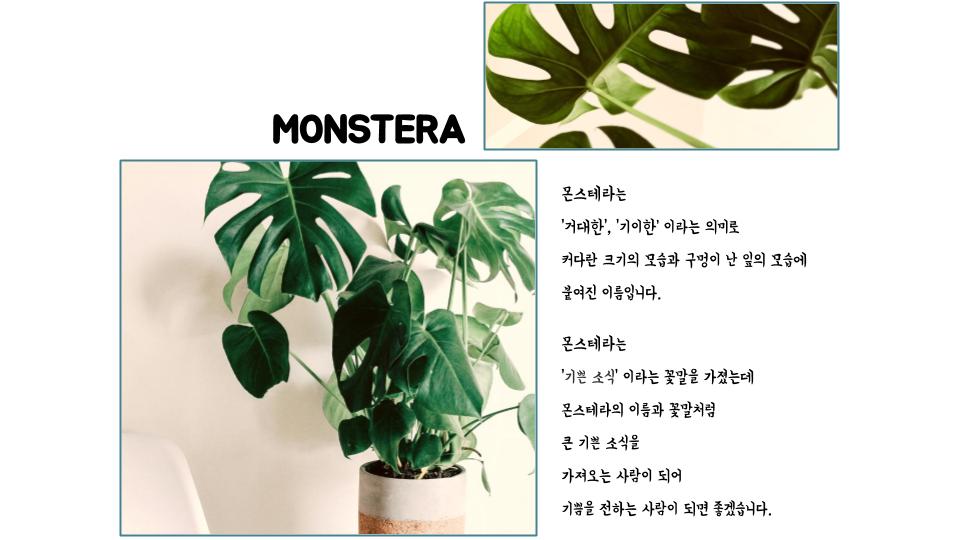 MONSTERA
몬스테라는
'거대한', '기이한' 이라는 의미로
커다란 크기의 모습과 구멍이 난 잎의 모습에
붙여진 이름입니다.
몬스테라는
'기쁜 소식' 이라는 꽃말을 가졌는데
몬스테라의 이름과 꽃말처럼
큰 기쁜 소식을
가져오는 사람이 되어
기쁨을 전하는 사람이 되면 좋겠습니다.